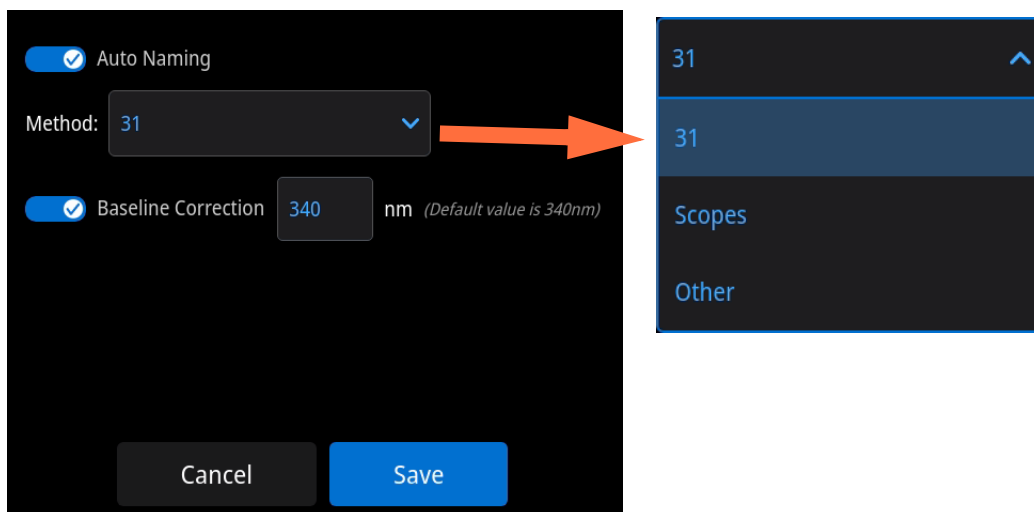 Auto Naming
Method: 31
Baseline Correction 340 nm (Default value is 340nm)
Cancel Save
31
31
Scopes
Other